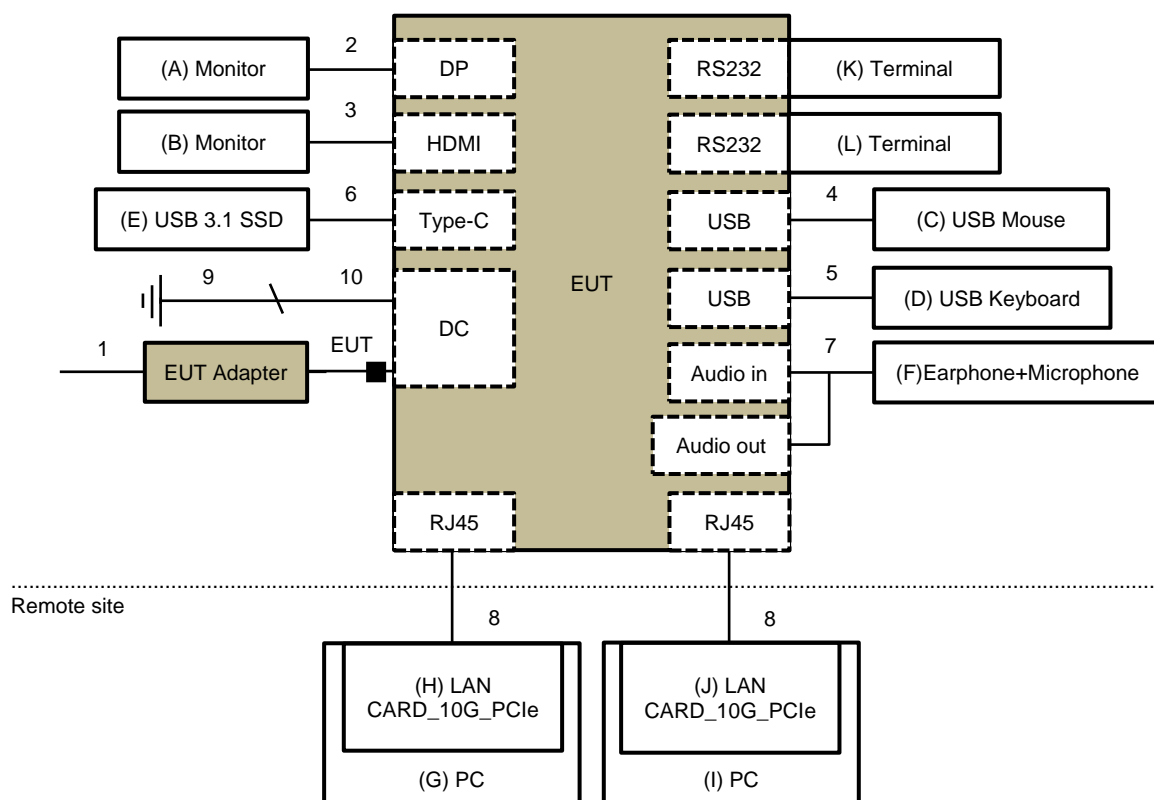 2
(A) Monitor
DP
RS232
(K) Terminal
3
(B) Monitor
HDMI
RS232
(L) Terminal
6
(E) USB 3.1 SSD
Type-C
USB
4
(C) USB Mouse
9
10
DC
EUT
USB
5
(D) USB Keyboard
1
EUT Adapter
EUT
Audio in
7
(F)Earphone+Microphone
Audio out
RJ45
RJ45
Remote site
8
8
(H) LAN
CARD_10G_PCIe
(G) PC
(J) LAN
CARD_10G_PCIe
(I) PC